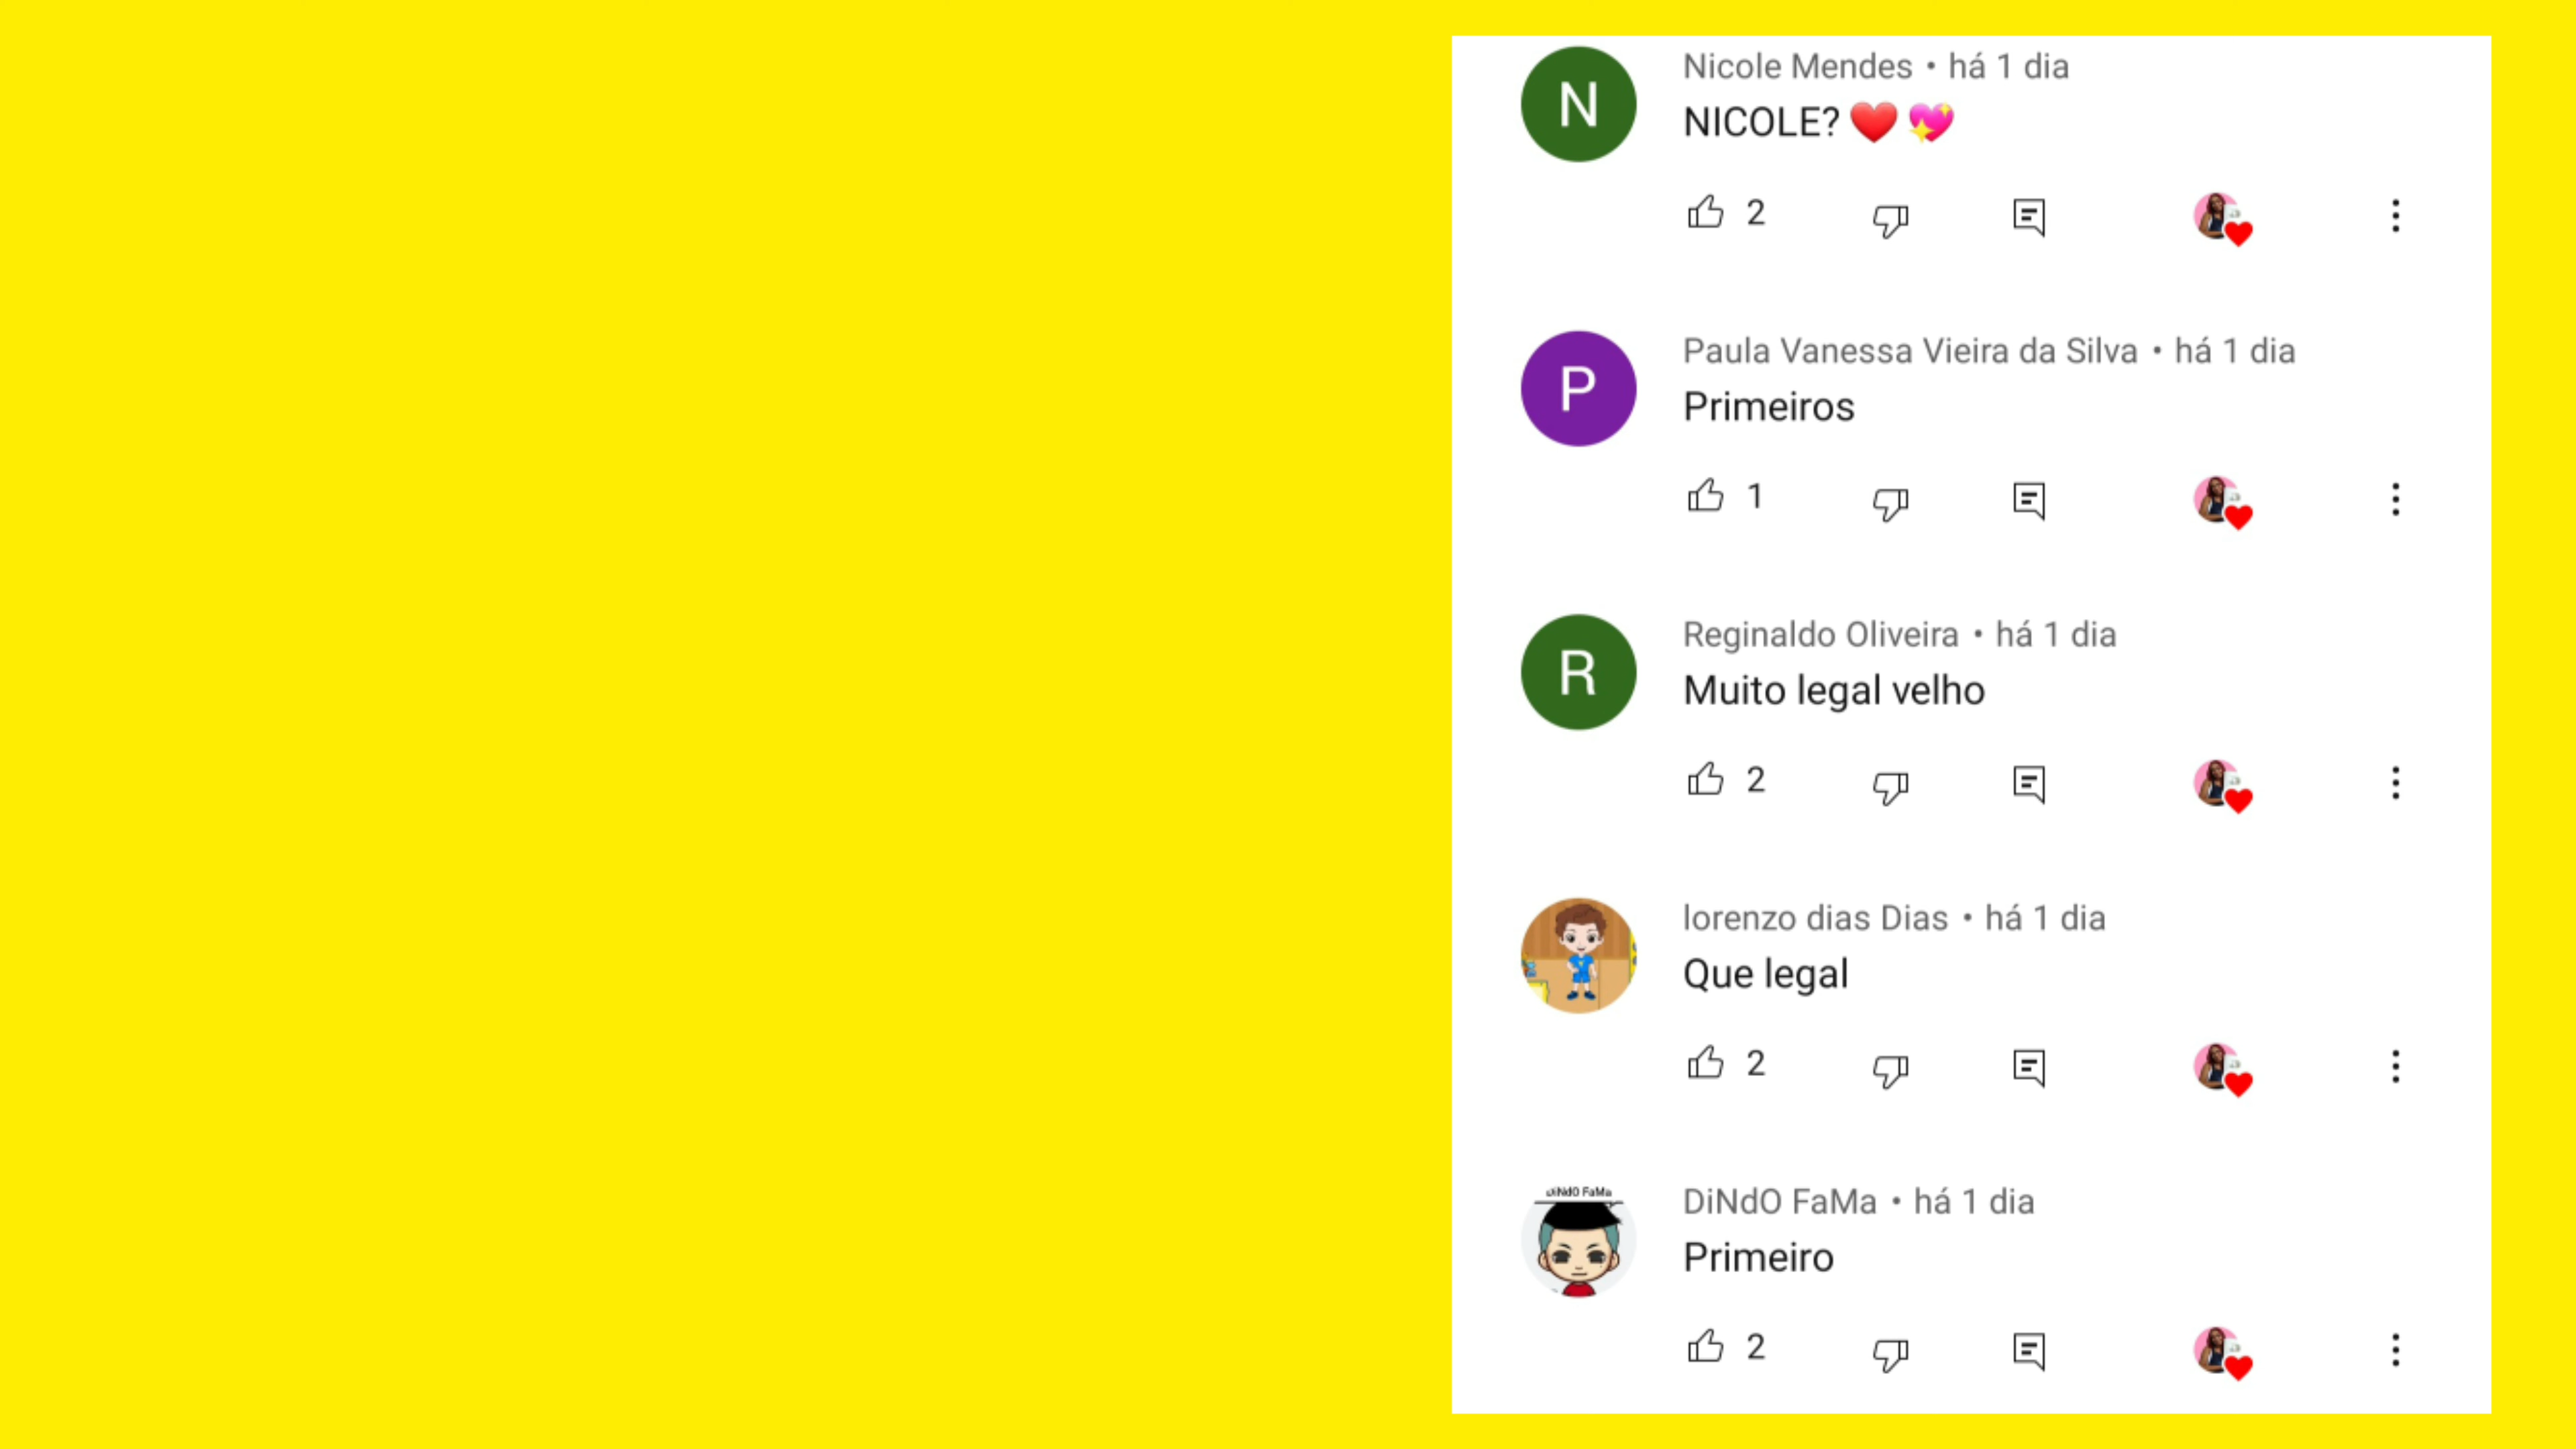 N
Nicole Mendes • há 1 dia
NICOLE? ❤️ 💖
2
P
Paula Vanessa Vieira da Silva • há 1 dia
Primeiros
1
R
Reginaldo Oliveira • há 1 dia
Muito legal velho
2
lorenzo dias Dias • há 1 dia
Que legal
2
DiNdO FaMa
DiNdO FaMa • há 1 dia
Primeiro
2